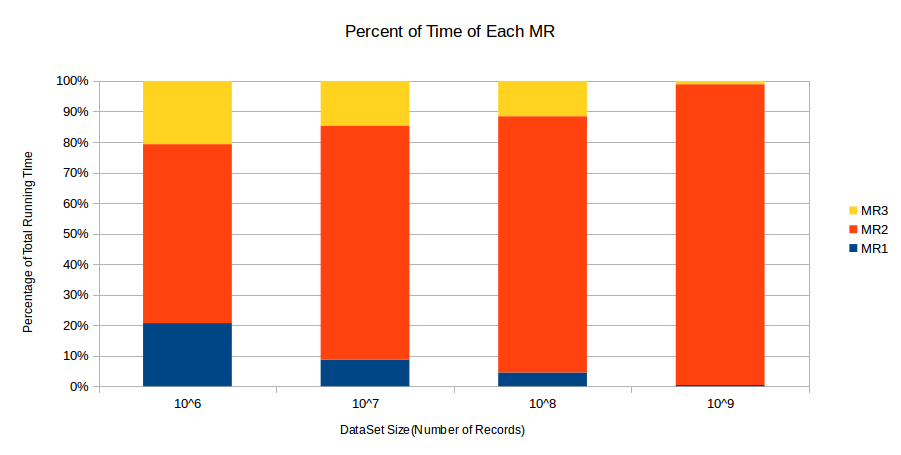 Percent of Time of Each MR
100%
90%
80%
70%
60%
50%
40%
30%
20%
10%
0%
Percentage of Total Running TIme
10^6
10^7
10^8
10^9
DataSet Size(Number of Records)
MR3
MR2
MR1